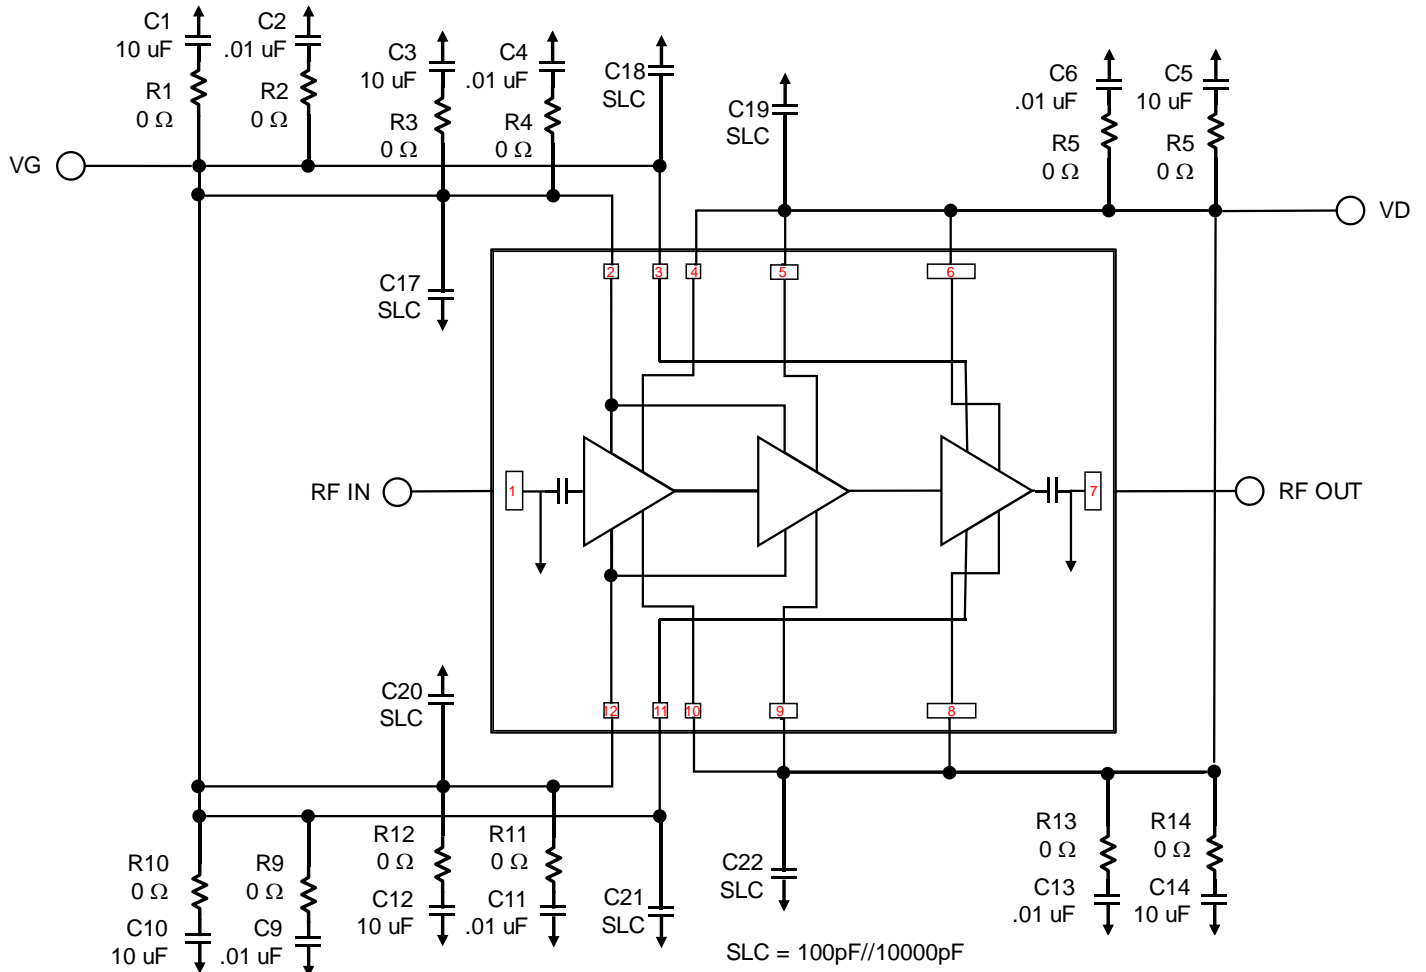 C1
10 uF
C2
.01 uF
C3
10 uF
C4
.01 uF
C18
SLC
C19
SLC
C6
.01 uF
C5
10 uF
R1
0 Ω
R2
0 Ω
R3
0 Ω
R4
0 Ω
R5
0 Ω
R5
0 Ω
VG
VD
C17
SLC
2
3
4
5
6
RF IN
1
7
RF OUT
12
11
10
9
8
C20
SLC
R10
0 Ω
R9
0 Ω
R12
0 Ω
R11
0 Ω
C10
10 uF
C9
.01 uF
C12
10 uF
C11
.01 uF
C21
SLC
C22
SLC
R13
0 Ω
R14
0 Ω
C13
.01 uF
C14
10 uF
SLC = 100pF//10000pF